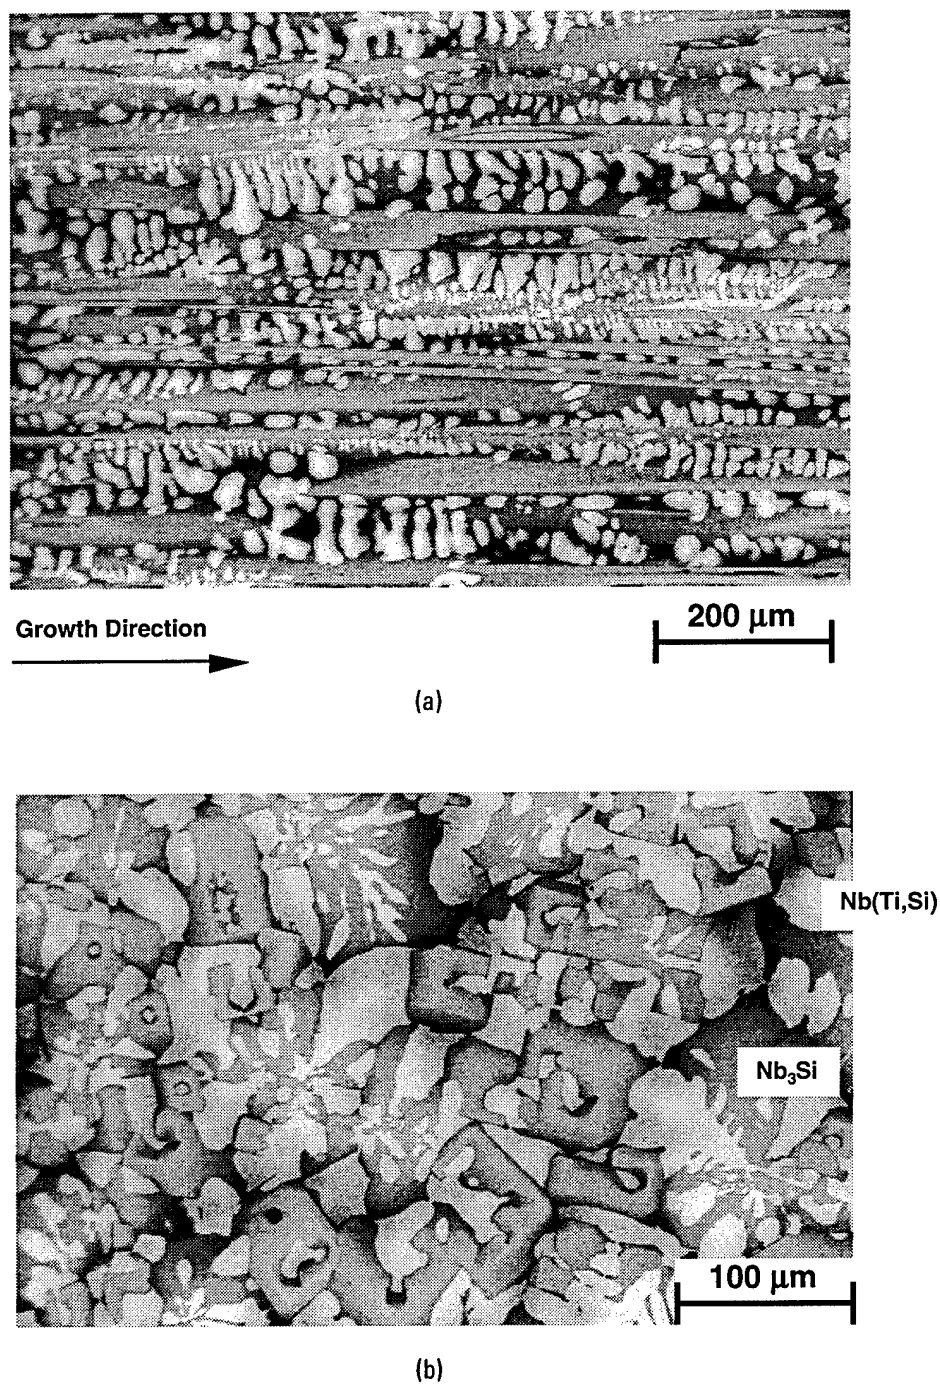 Growth Direction
200 μm
(a)
Nb(Ti,Si)
Nb₃Si
100 μm
(b)